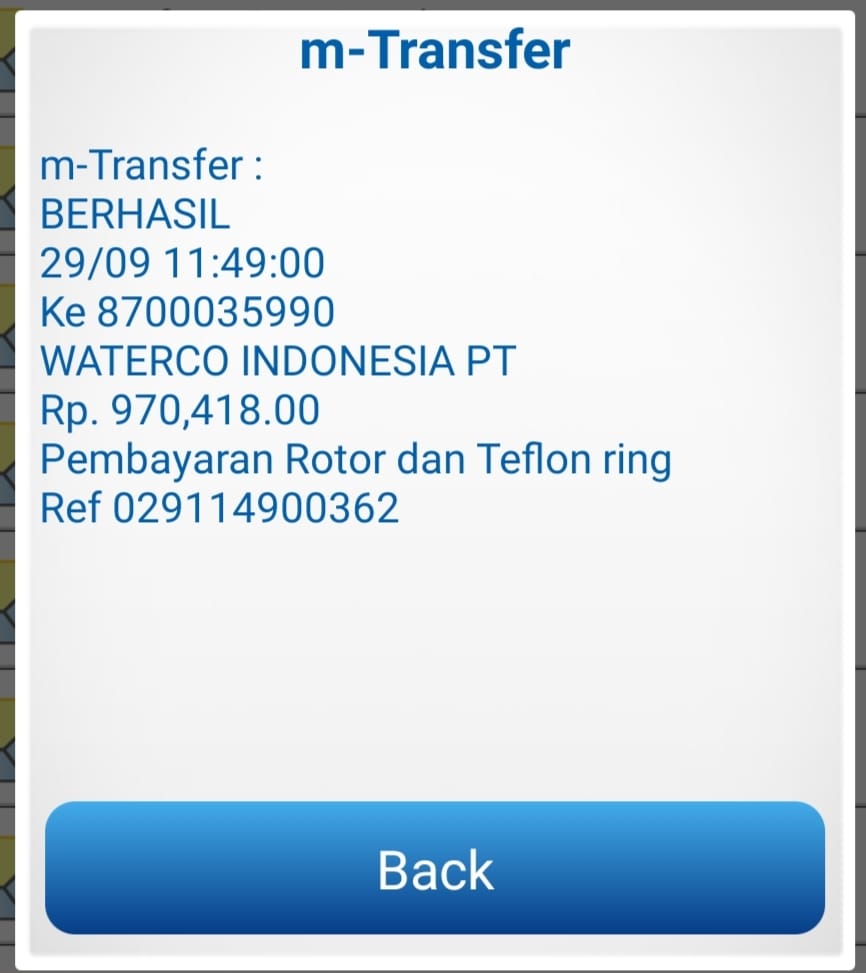 m-Transfer
m-Transfer :
BERHASIL
29/09 11:49:00
Ke 8700035990
WATERCO INDONESIA PT
Rp. 970,418.00
Pembayaran Rotor dan Teflon ring
Ref 029114900362
Back